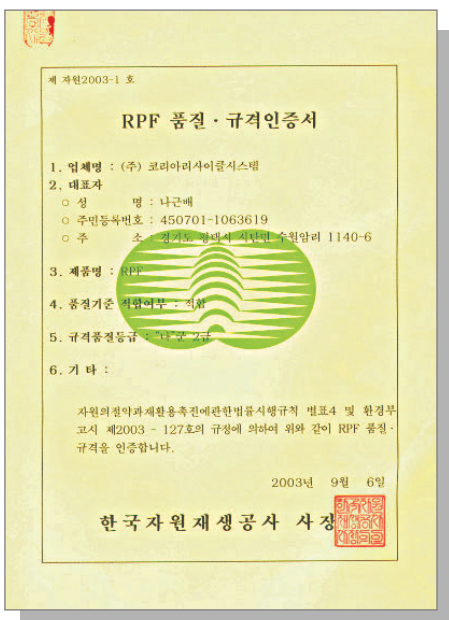 제 자원2003-1 호
RPF 품질 · 규격인증서
1. 업체명 : (주) 코리아리사이클시스템
2. 대표자
○ 성 명 : 나근배
○ 주민등록번호 : 450701-1063619
○ 주 소 : 경기도 평택시 서탄면 수월암리 1140-6
3. 제품명 : RPF
4. 품질기준 적합여부 : 적합
5. 규격품질등급 : "나"군 2급
6. 기 타 :
자원의절약과재활용촉진에관한법률시행규칙 별표4 및 환경부
고시 제2003 - 127호의 규정에 의하여 위와 같이 RPF 품질·
규격을 인증합니다.
2003년 9월 6일
한국자원재생공사 사장